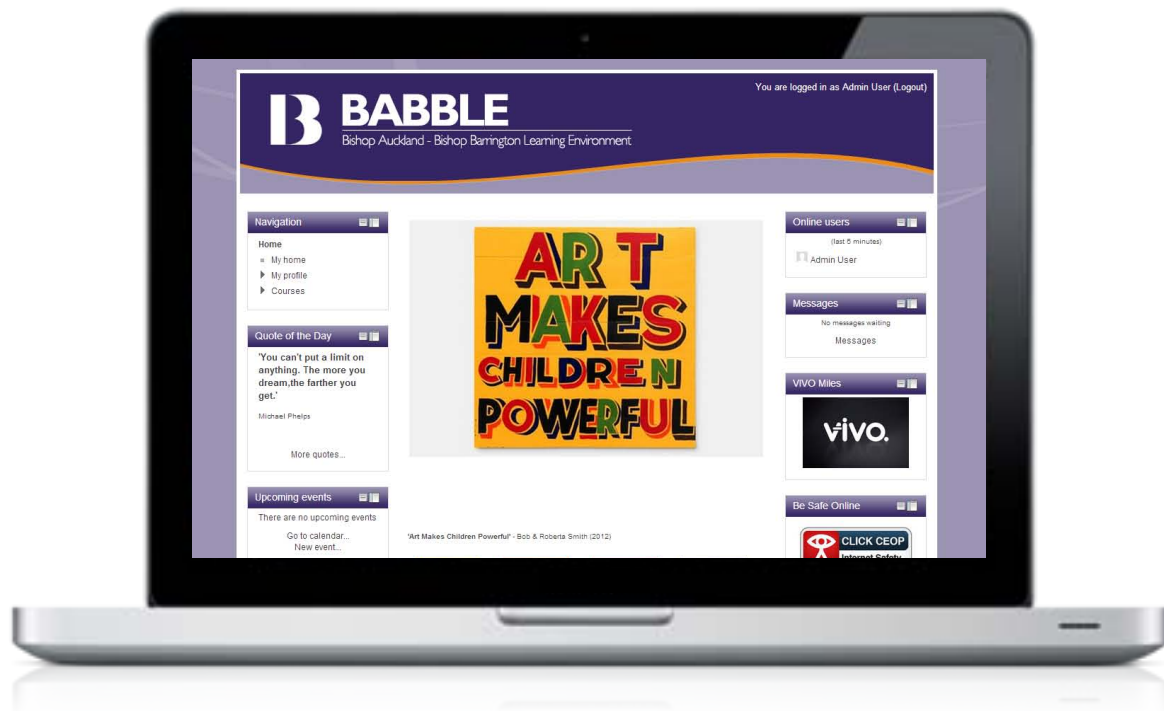 You are logged in as Admin User (Logout)
B BABBLE
Bishop Auckland - Bishop Barrington Learning Environment
Navigation
Home
My home
My profile
Courses
Quote of the Day
'You can't put a limit on
anything. The more you
dream,the farther you
get.'
Michael Phelps
More quotes...
Upcoming events
There are no upcoming events
Go to calendar...
New event...
ART
MAKES
CHILDREN
POWERFUL
'Art Makes Children Powerful' - Bob & Roberta Smith (2012)
Online users
(last 5 minutes)
Admin User
Messages
No messages waiting
Messages
VIVO Miles
vivo.
Be Safe Online
CLICK CEOP
Internet Safety